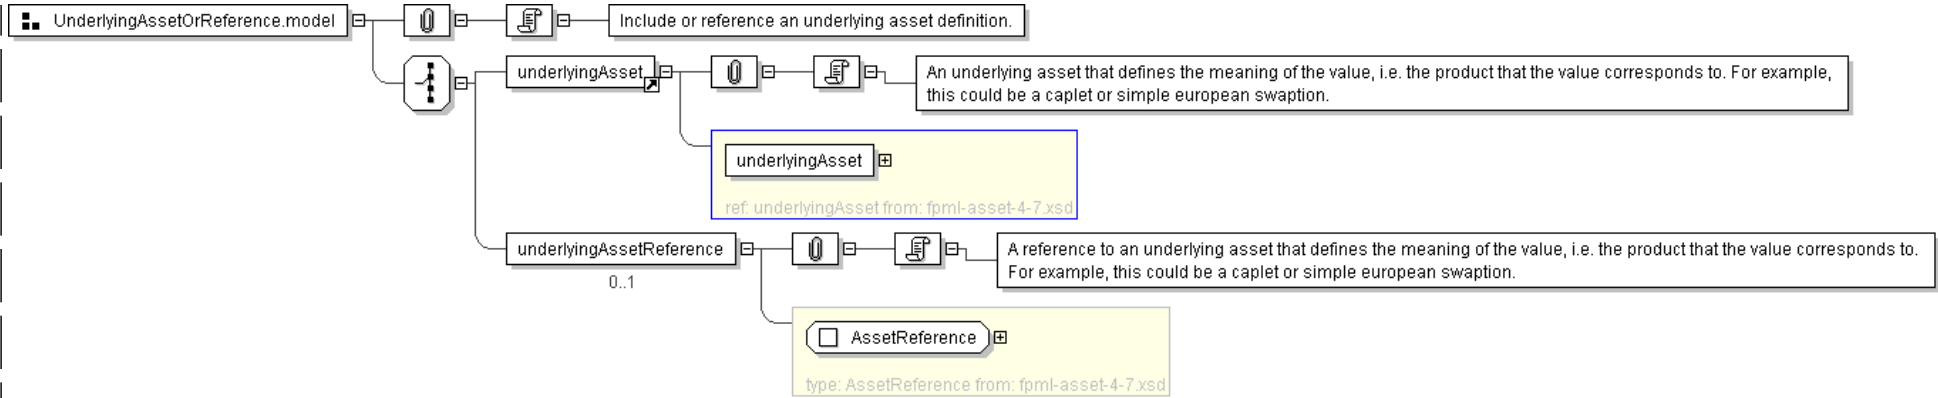 UnderlyingAssetOrReference.model
Include or reference an underlying asset definition.
underlyingAsset
An underlying asset that defines the meaning of the value, i.e. the product that the value corresponds to. For example,
this could be a caplet or simple european swaption.
underlyingAsset
ref: underlyingAsset from: fpml-asset-4-7.xsd
underlyingAssetReference
0..1
A reference to an underlying asset that defines the meaning of the value, i.e. the product that the value corresponds to.
For example, this could be a caplet or simple european swaption.
AssetReference
type: AssetReference from: fpml-asset-4-7.xsd